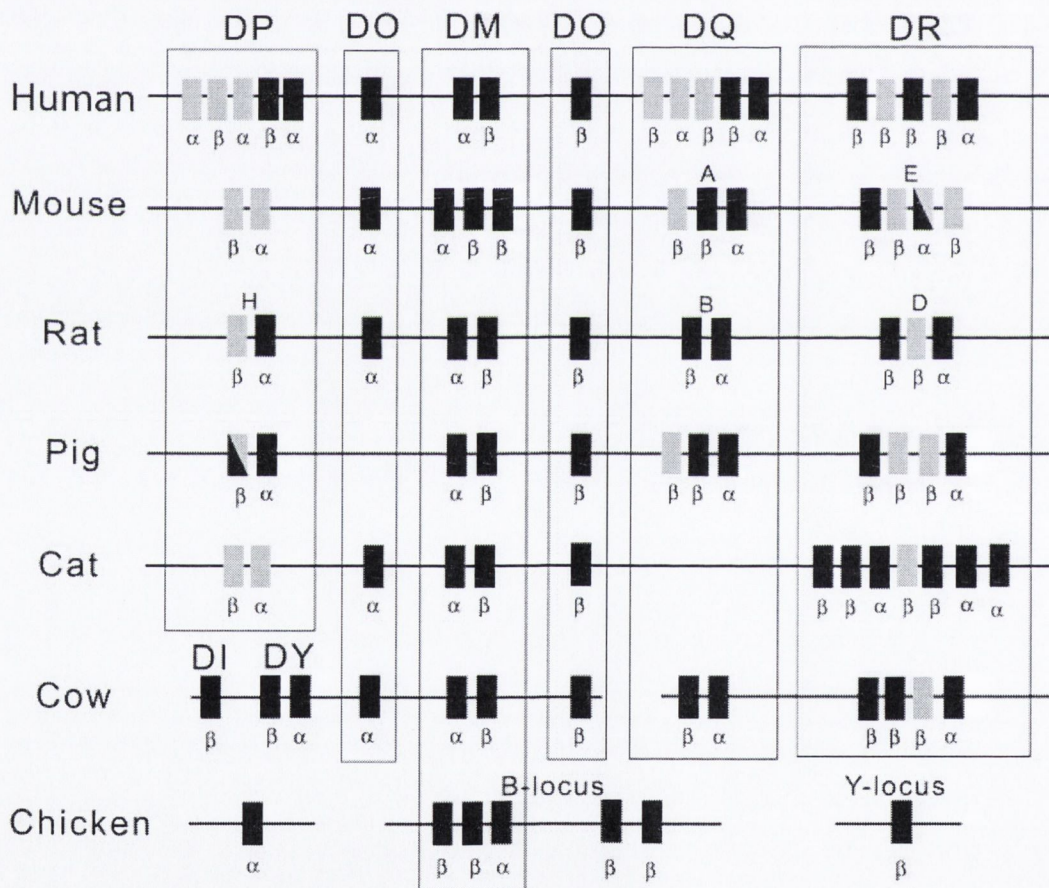 DP DO DM DO DQ DR
Human
α β α β α α α β β β α β β α β β β β α
A E
Mouse
β α α α β β β β β α β β α β
H B D
Rat
β α α α β β β α β β α
Pig
β α α β β β β α β β β α
Cat
β α α α β β β β α β β α α
DI DY
Cow
β β α α α β β β α β β β α
B-locus Y-locus
Chicken
α β β α β β β